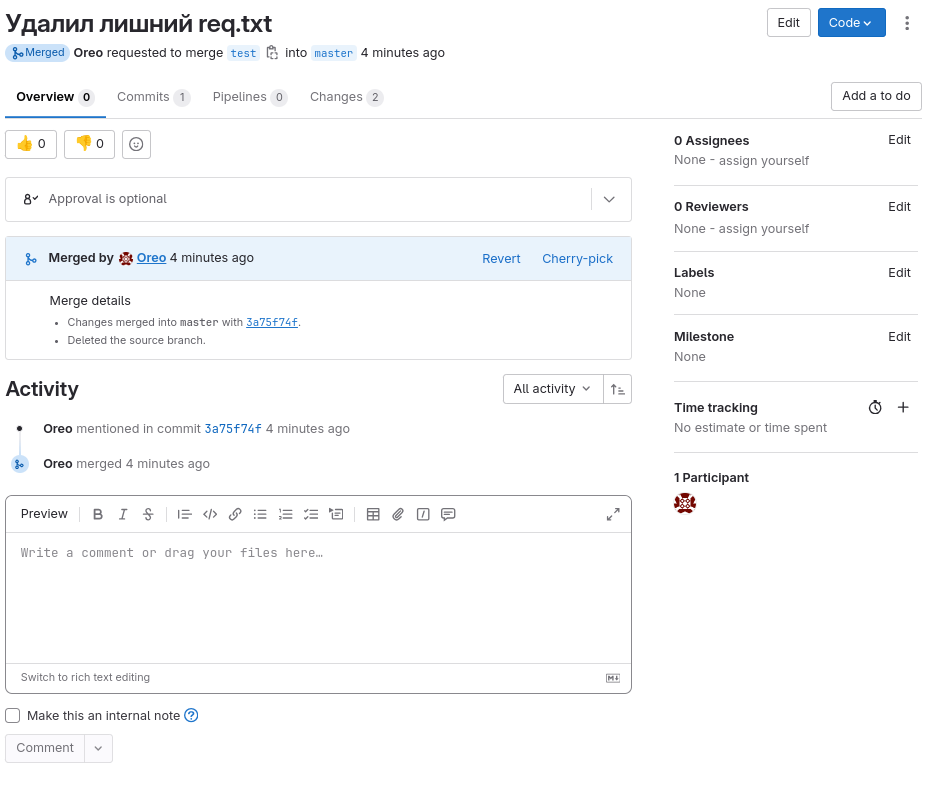 Удалил лишний req.txt
Edit
Code
Merged Oreo requested to merge test into master 4 minutes ago
Overview 0
Commits 1
Pipelines 0
Changes 2
Add a to do
👍 0
👎 0
Approval is optional
Merged by Oreo 4 minutes ago
Revert
Cherry-pick
Merge details
• Changes merged into master with 3a75f74f.
• Deleted the source branch.
Activity
All activity
Oreo mentioned in commit 3a75f74f 4 minutes ago
Oreo merged 4 minutes ago
Preview
Write a comment or drag your files here…
Switch to rich text editing
Make this an internal note
Comment
0 Assignees
Edit
None - assign yourself
0 Reviewers
Edit
None - assign yourself
Labels
Edit
None
Milestone
Edit
None
Time tracking
No estimate or time spent
1 Participant